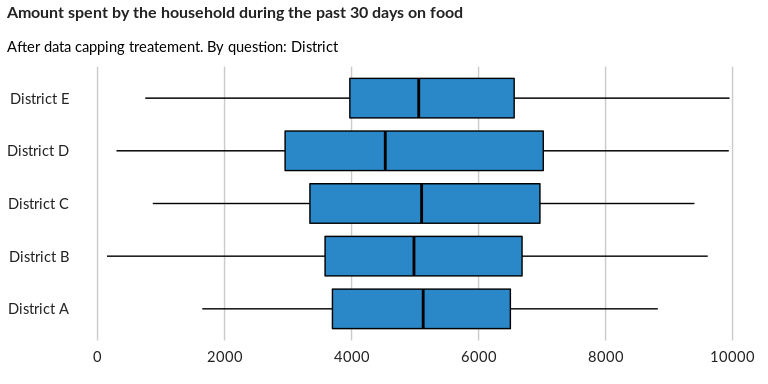 Amount spent by the household during the past 30 days on food
After data capping treatement. By question: District
District E
District D
District C
District B
District A
0 2000 4000 6000 8000 10000